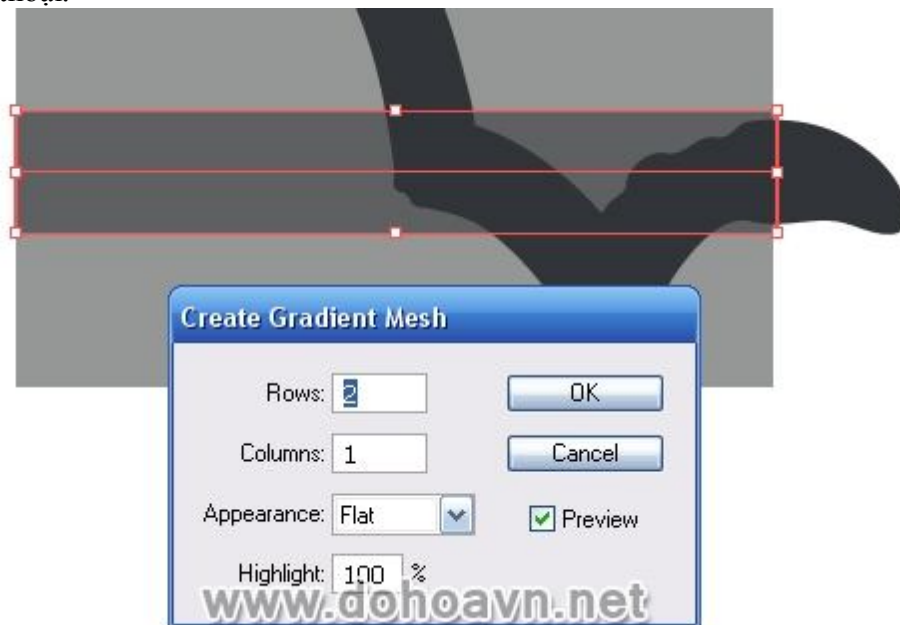 Create Gradient Mesh
Rows: 2
OK
Columns: 1
Cancel
Appearance: Flat
Preview
Highlight: 100 %
www.dohoavn.net